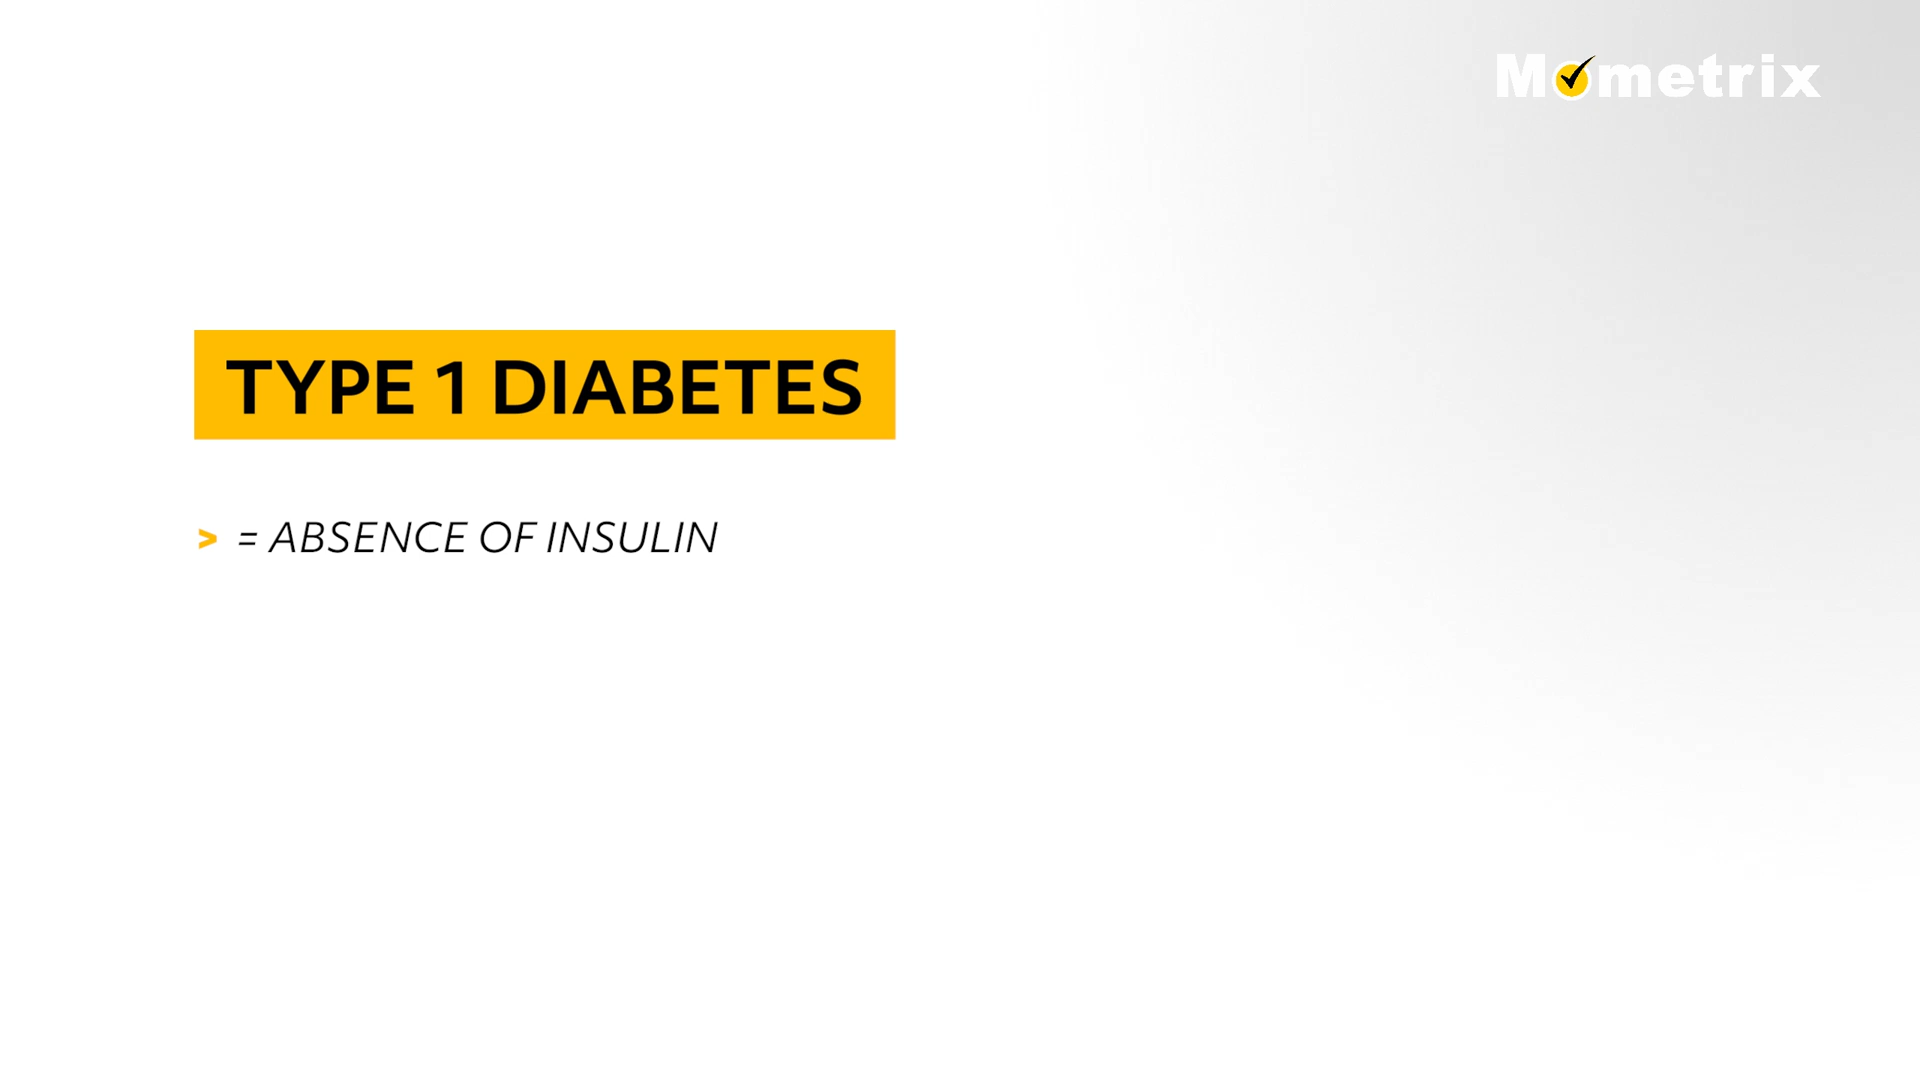 Mometrix
TYPE 1 DIABETES
> = ABSENCE OF INSULIN